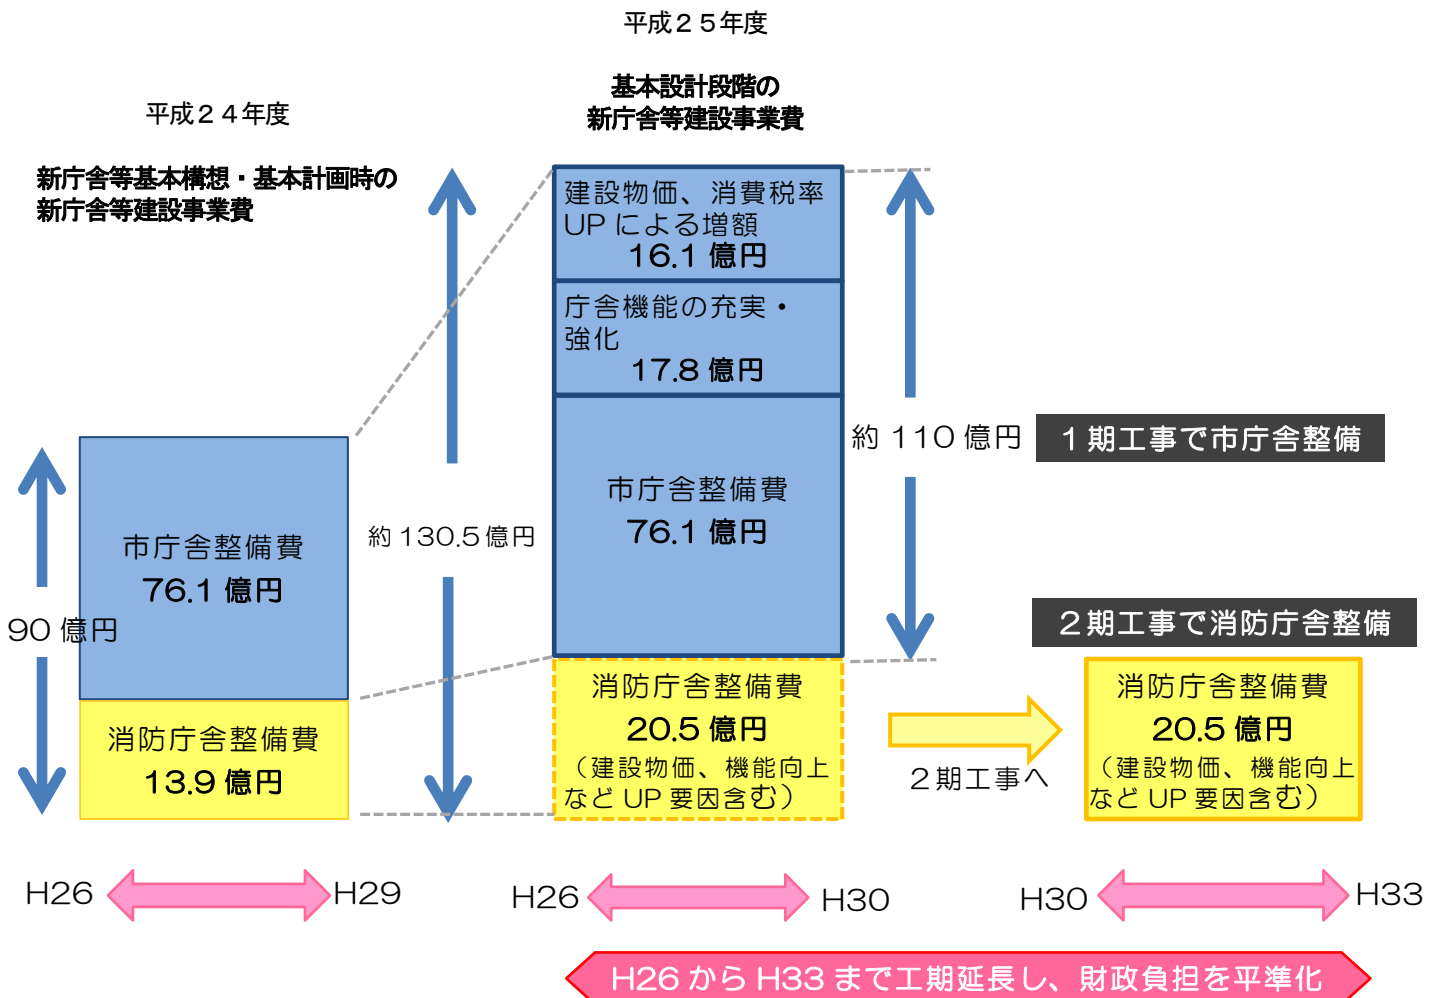 平成２５年度
基本設計段階の
新庁舎等建設事業費
平成２４年度
新庁舎等基本構想・基本計画時の
新庁舎等建設事業費
建設物価、消費税率
UP による増額
16.1 億円
庁舎機能の充実・
強化
17.8 億円
市庁舎整備費
76.1 億円
約 110 億円
１期工事で市庁舎整備
市庁舎整備費
76.1 億円
90 億円
約 130.5 億円
２期工事で消防庁舎整備
消防庁舎整備費
13.9 億円
消防庁舎整備費
20.5 億円
（建設物価、機能向上
など UP 要因含む）
２期工事へ
消防庁舎整備費
20.5 億円
（建設物価、機能向上
など UP 要因含む）
H26
H29
H26
H30
H30
H33
H26 から H33 まで工期延長し、財政負担を平準化